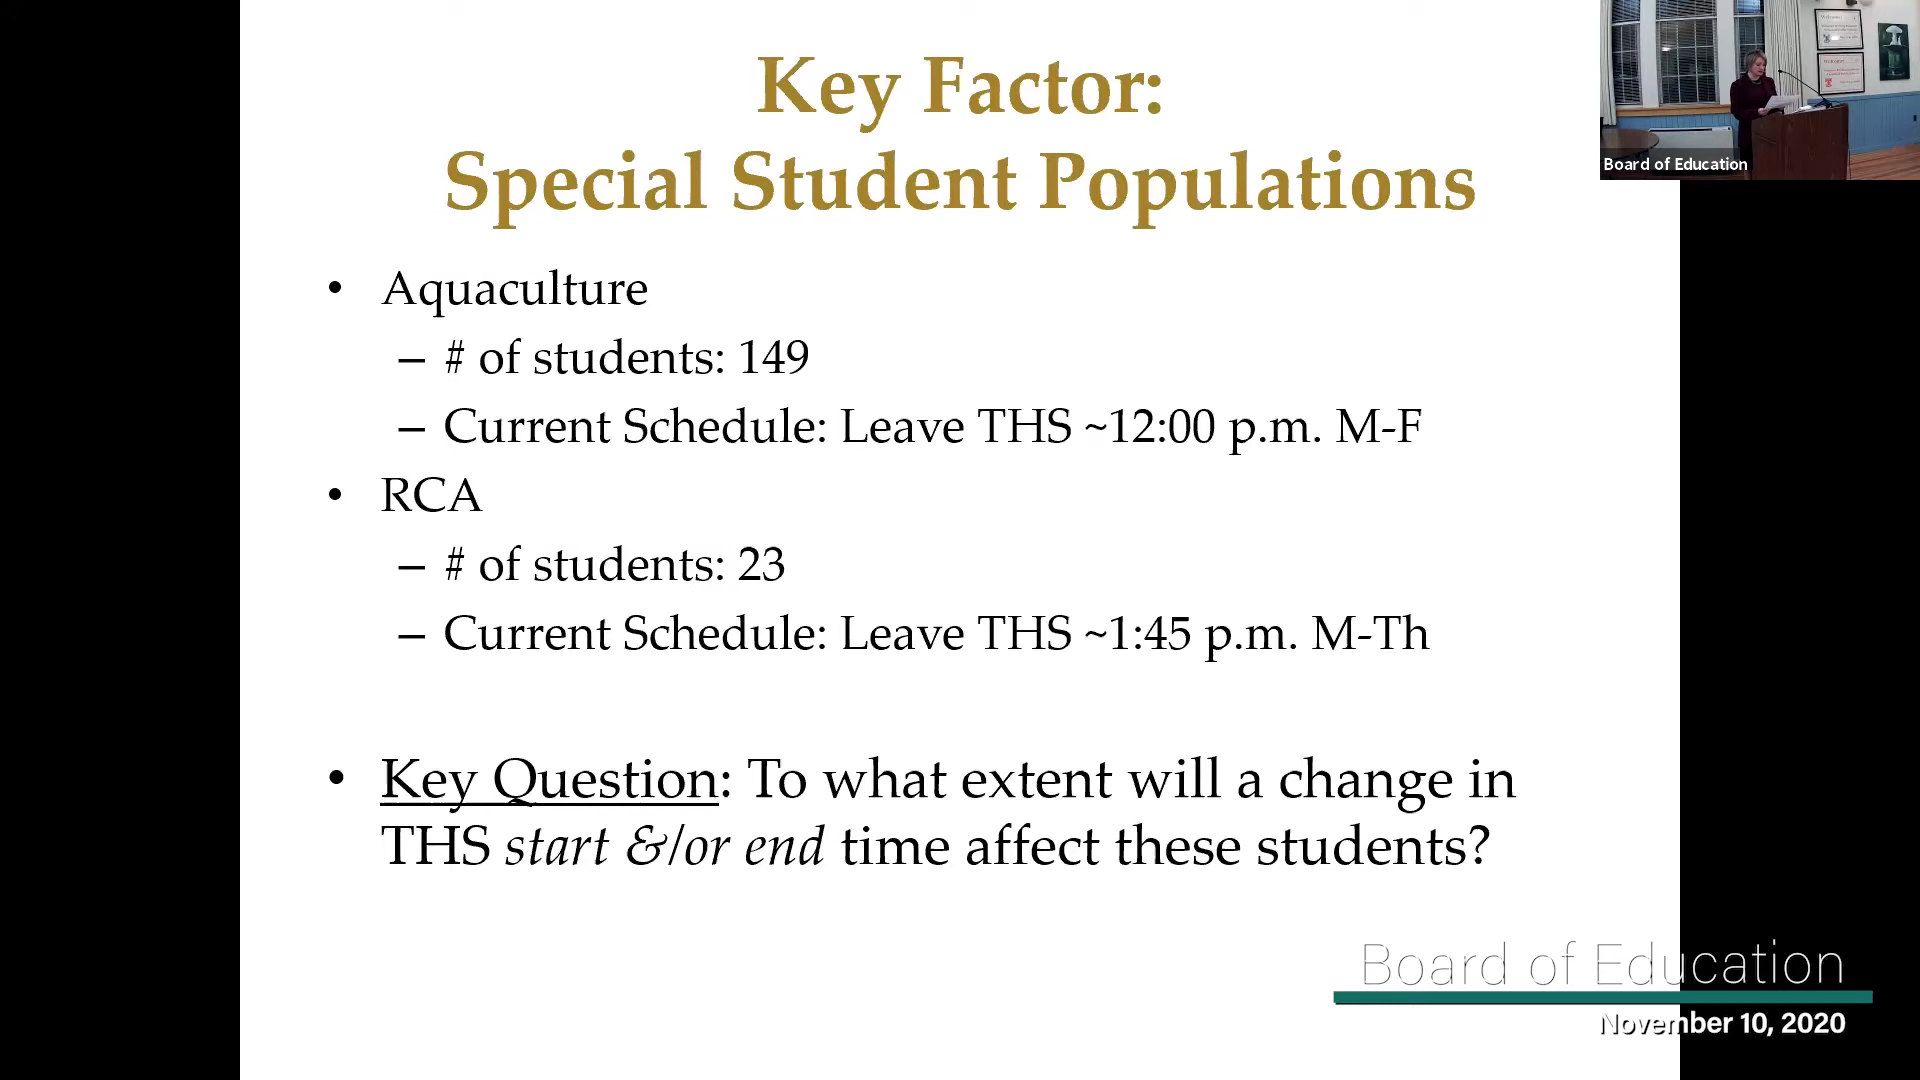 Key Factor:
Special Student Populations
• Aquaculture
– # of students: 149
– Current Schedule: Leave THS ~12:00 p.m. M-F
• RCA
– # of students: 23
– Current Schedule: Leave THS ~1:45 p.m. M-Th
• Key Question: To what extent will a change in
THS start &/or end time affect these students?
Board of Education
Board of Education
November 10, 2020